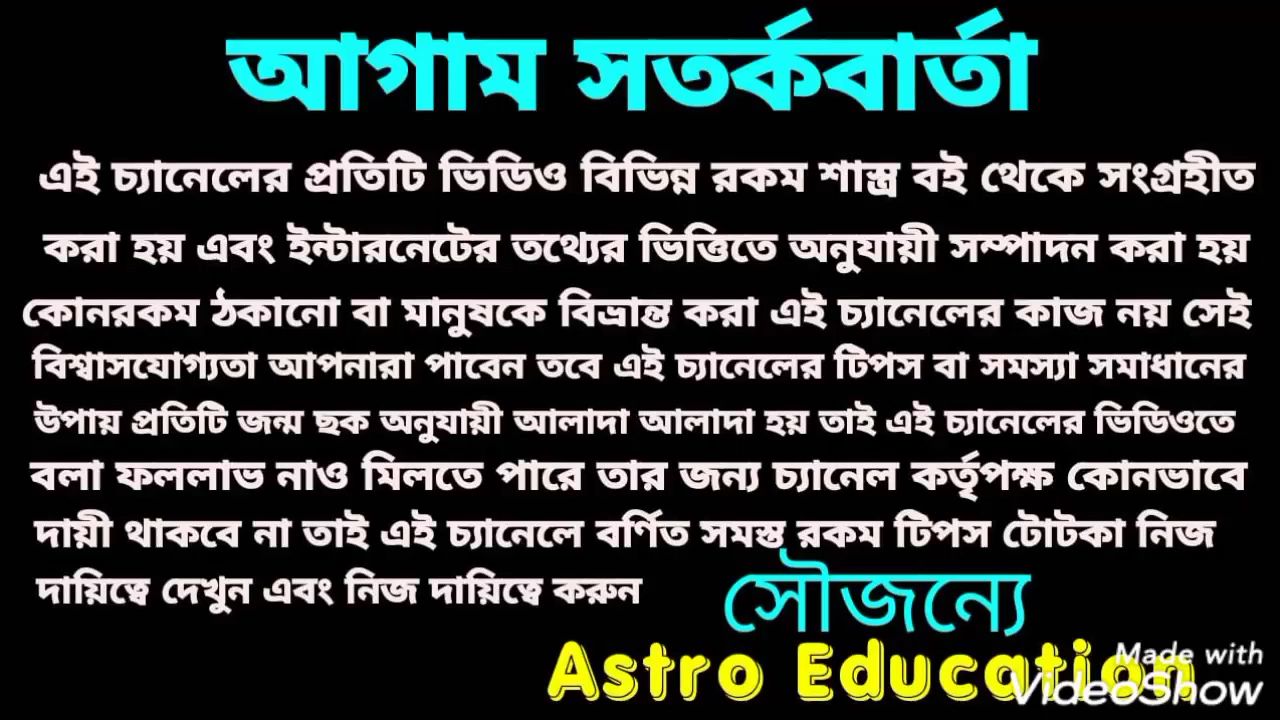 আগাম সতর্কবার্তা
এই চ্যানেলের প্রতিটি ভিডিও বিভিন্ন রকম শাস্ত্র বই থেকে সংগ্রহীত
করা হয় এবং ইন্টারনেটের তথ্যের ভিত্তিতে অনুযায়ী সম্পাদন করা হয়
কোনরকম ঠকানো বা মানুষকে বিভ্রান্ত করা এই চ্যানেলের কাজ নয় সেই
বিশ্বাসযোগ্যতা আপনারা পাবেন তবে এই চ্যানেলের টিপস বা সমস্যা সমাধানের
উপায় প্রতিটি জন্ম ছক অনুযায়ী আলাদা আলাদা হয় তাই এই চ্যানেলের ভিডিওতে
বলা ফললাভ নাও মিলতে পারে তার জন্য চ্যানেল কর্তৃপক্ষ কোনভাবে
দায়ী থাকবে না তাই এই চ্যানেলে বর্ণিত সমস্ত রকম টিপস টোটকা নিজ
দায়িত্বে দেখুন এবং নিজ দায়িত্বে করুন
সৌজন্যে
Astro Education
Made with
VideoShow